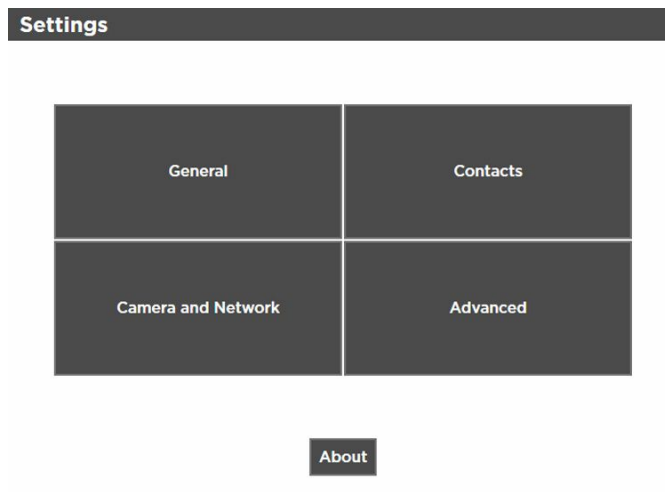 Settings
General
Contacts
Camera and Network
Advanced
About